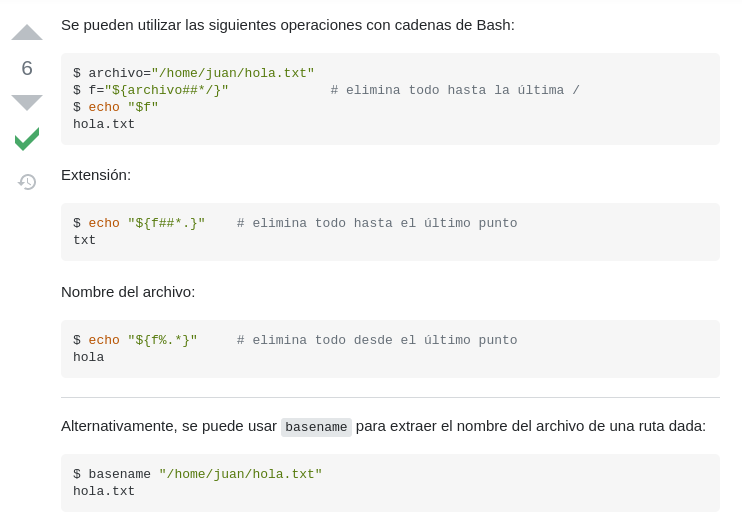 Se pueden utilizar las siguientes operaciones con cadenas de Bash:
6
$ archivo="/home/juan/hola.txt"
$ f="${archivo##*/}"             # elimina todo hasta la última /
$ echo "$f"
hola.txt
Extensión:
$ echo "${f##*.}"    # elimina todo hasta el último punto
txt
Nombre del archivo:
$ echo "${f%.*}"     # elimina todo desde el último punto
hola
Alternativamente, se puede usar basename para extraer el nombre del archivo de una ruta dada:
$ basename "/home/juan/hola.txt"
hola.txt